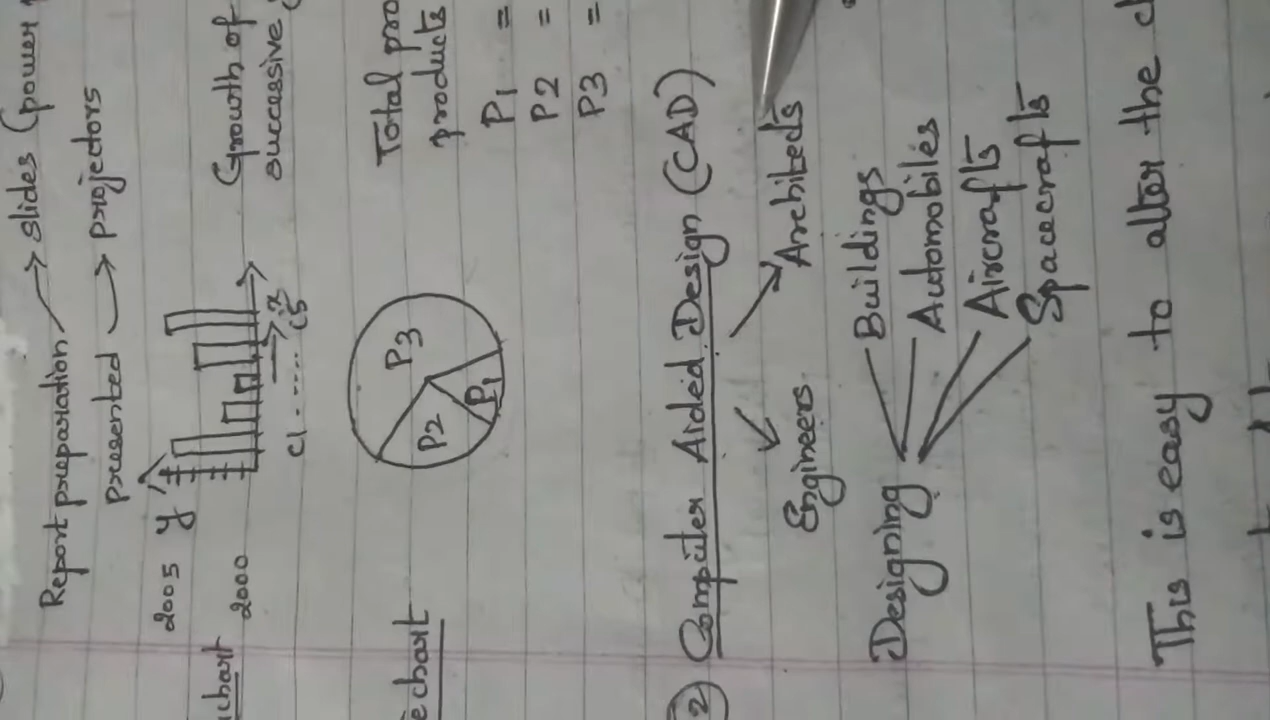 Report preparation → slides (power
presented → projectors
2005 y
2000
Growth of
successive
C1 ..... C5
Total pro
products
P1 =
P2 =
P3 =
P3
P2
P1
2) Computer Aided Design (CAD)
Engineers Architects
Designing
Buildings
Automobiles
Aircrafts
Spacecrafts
This is easy to alter the